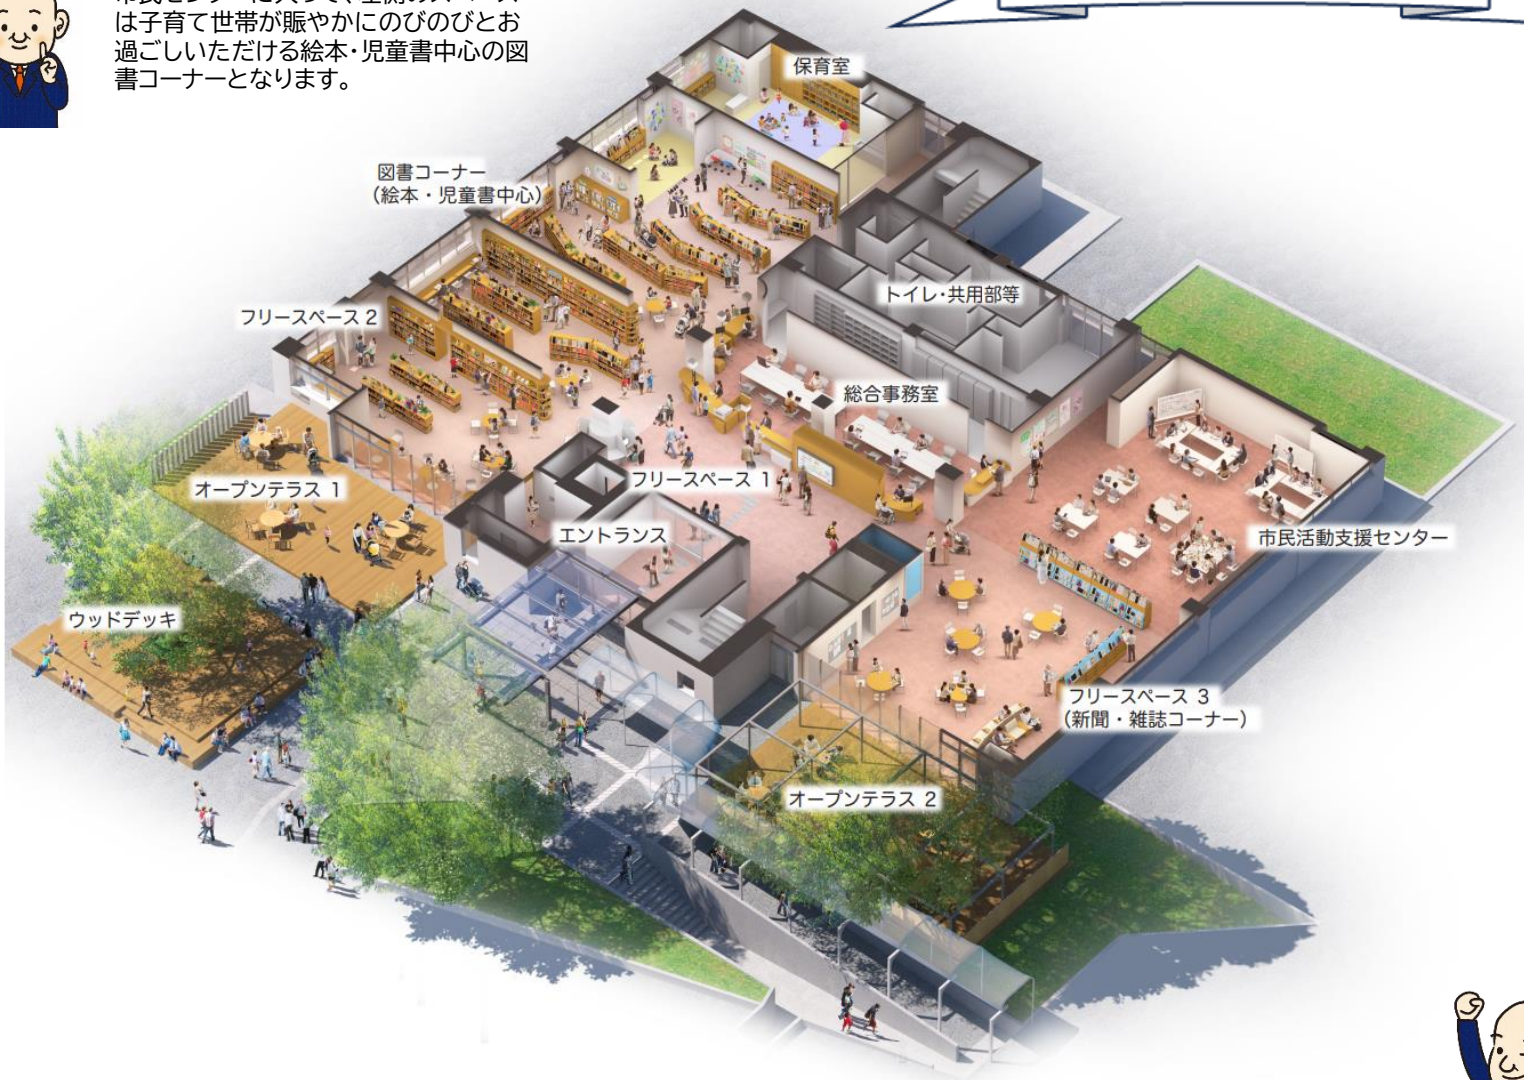 は子育て世帯が賑やかにのびのびとお
過ごしいただける絵本・児童書中心の図
書コーナーとなります。
保育室
図書コーナー
（絵本・児童書中心）
トイレ・共用部等
フリースペース 2
総合事務室
オープンテラス 1
フリースペース 1
エントランス
市民活動支援センター
ウッドデッキ
フリースペース 3
（新聞・雑誌コーナー）
オープンテラス 2